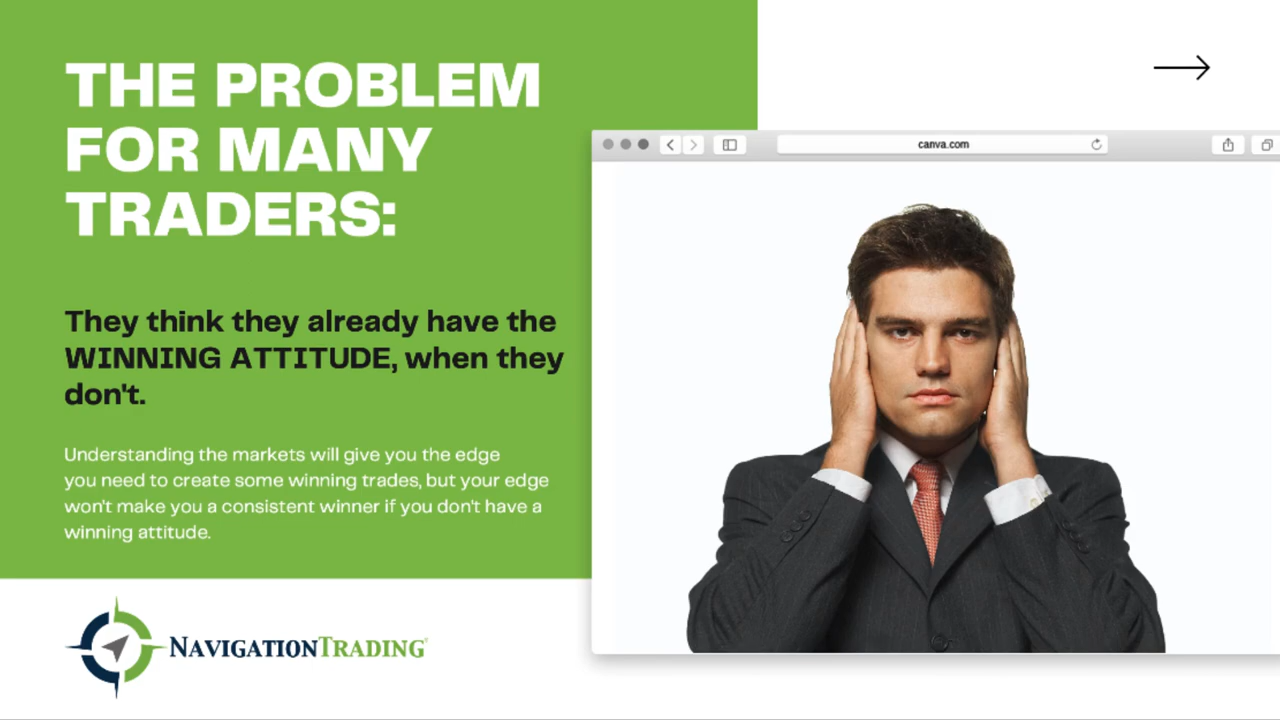 THE PROBLEM
FOR MANY
TRADERS:
They think they already have the
WINNING ATTITUDE, when they
don't.
Understanding the markets will give you the edge
you need to create some winning trades, but your edge
won't make you a consistent winner if you don't have a
winning attitude.
canva.com
NAVIGATIONTRADING